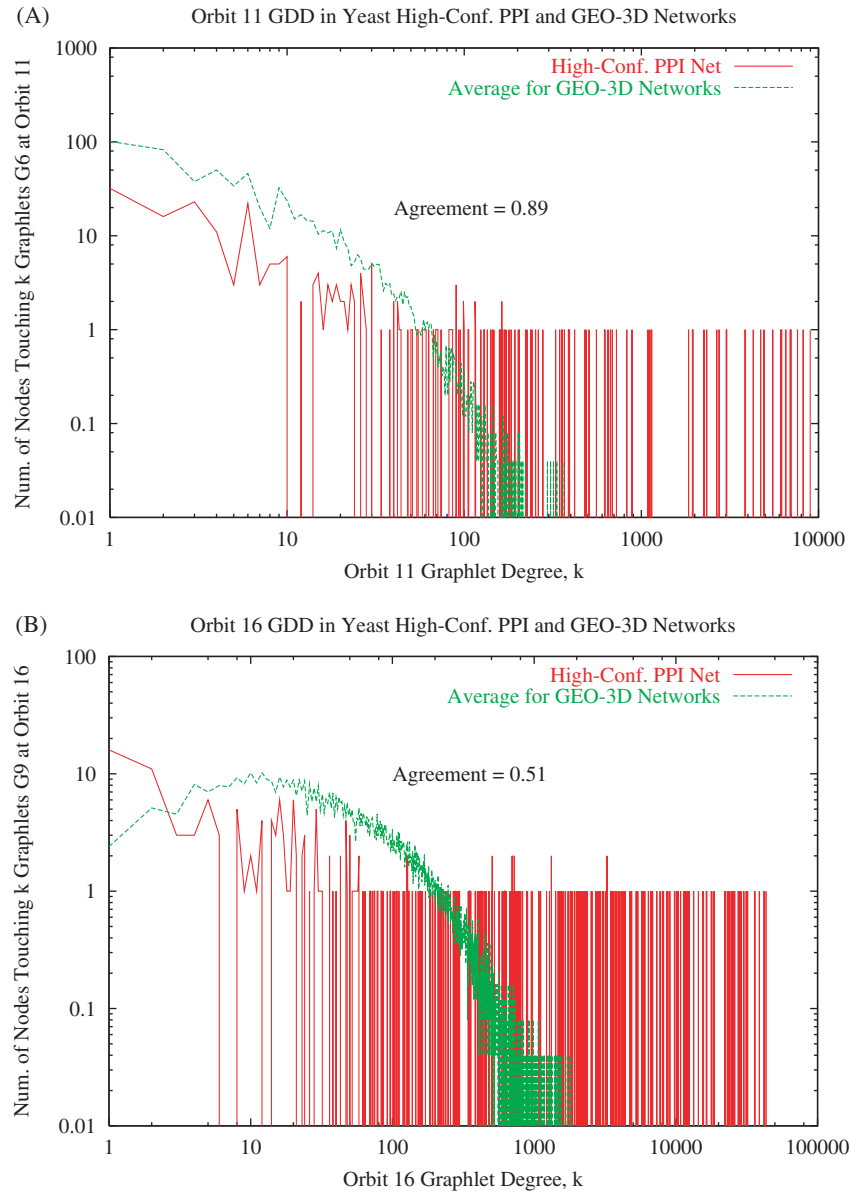 (A)
Orbit 11 GDD in Yeast High-Conf. PPI and GEO-3D Networks
High-Conf. PPI Net
Average for GEO-3D Networks
Agreement = 0.89
Num. of Nodes Touching k Graphlets G6 at Orbit 11
1000
100
10
1
0.1
0.01
1 10 100 1000 10000
Orbit 11 Graphlet Degree, k
(B)
Orbit 16 GDD in Yeast High-Conf. PPI and GEO-3D Networks
High-Conf. PPI Net
Average for GEO-3D Networks
Agreement = 0.51
Num. of Nodes Touching k Graphlets G9 at Orbit 16
100
10
1
0.1
0.01
1 10 100 1000 10000 100000
Orbit 16 Graphlet Degree, k